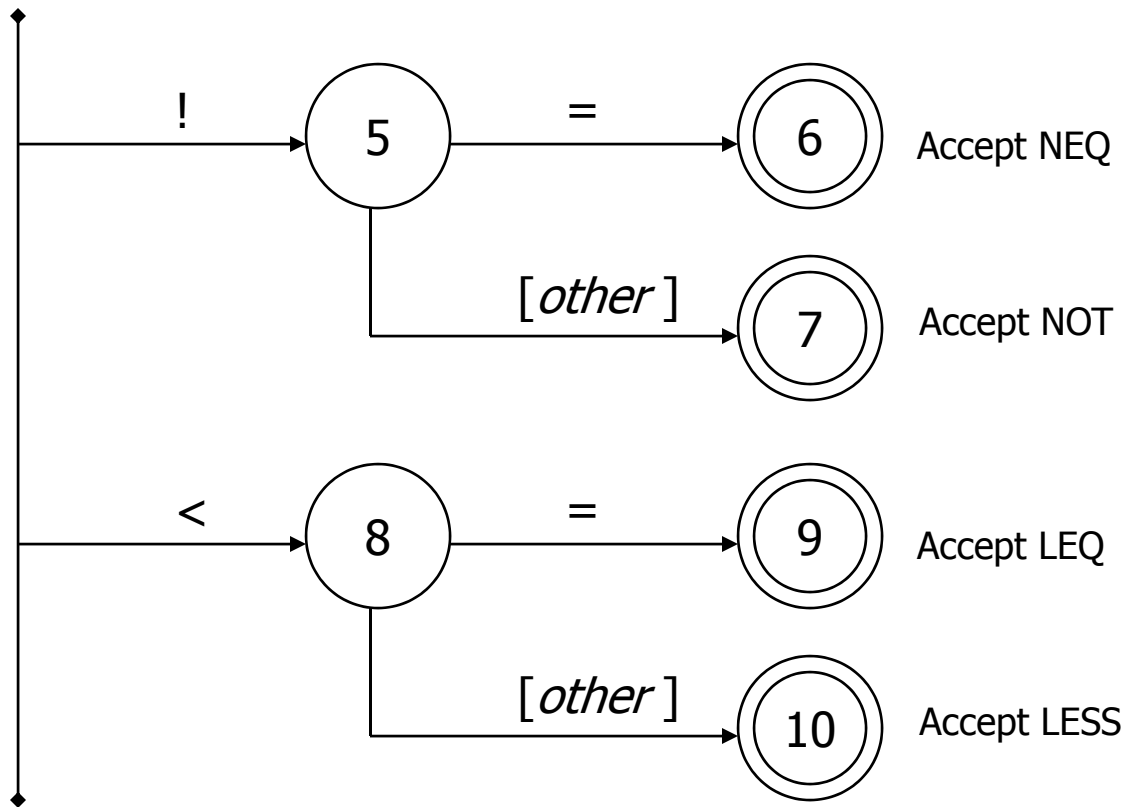 ! 5 = 6 Accept NEQ
[other] 7 Accept NOT
< 8 = 9 Accept LEQ
[other] 10 Accept LESS